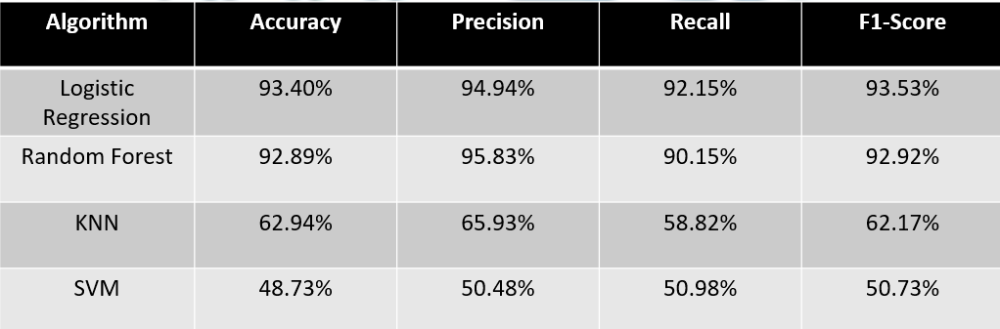 Algorithm Accuracy Precision Recall F1-Score
Logistic Regression 93.40% 94.94% 92.15% 93.53%
Random Forest 92.89% 95.83% 90.15% 92.92%
KNN 62.94% 65.93% 58.82% 62.17%
SVM 48.73% 50.48% 50.98% 50.73%